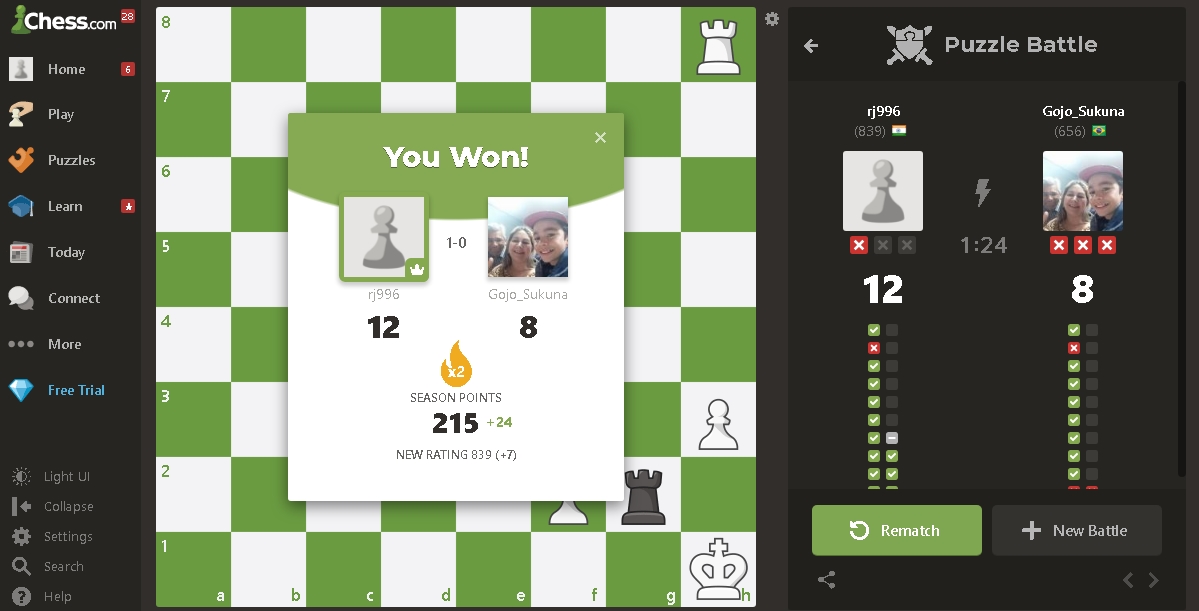 Chess.com 28
Home 6
Play
Puzzles
Learn
Today
Connect
More
Free Trial
Light UI
Collapse
Settings
Search
Help
8
7
6
5
4
3
2
1
a b c d e f g h
You Won!
1-0
rj996 Gojo_Sukuna
12 8
x2
SEASON POINTS
215 +24
NEW RATING 839 (+7)
Puzzle Battle
rj996 Gojo_Sukuna
(839) (656)
1:24
12 8
Rematch New Battle